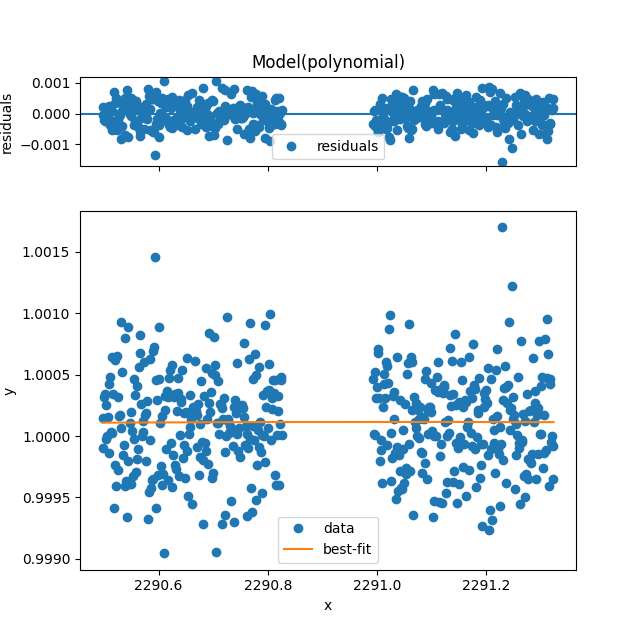 Model(polynomial)
0.001
0.000
−0.001
residuals
residuals
1.0015
1.0010
1.0005
1.0000
0.9995
0.9990
y
data
best-fit
2290.6 2290.8 2291.0 2291.2
x